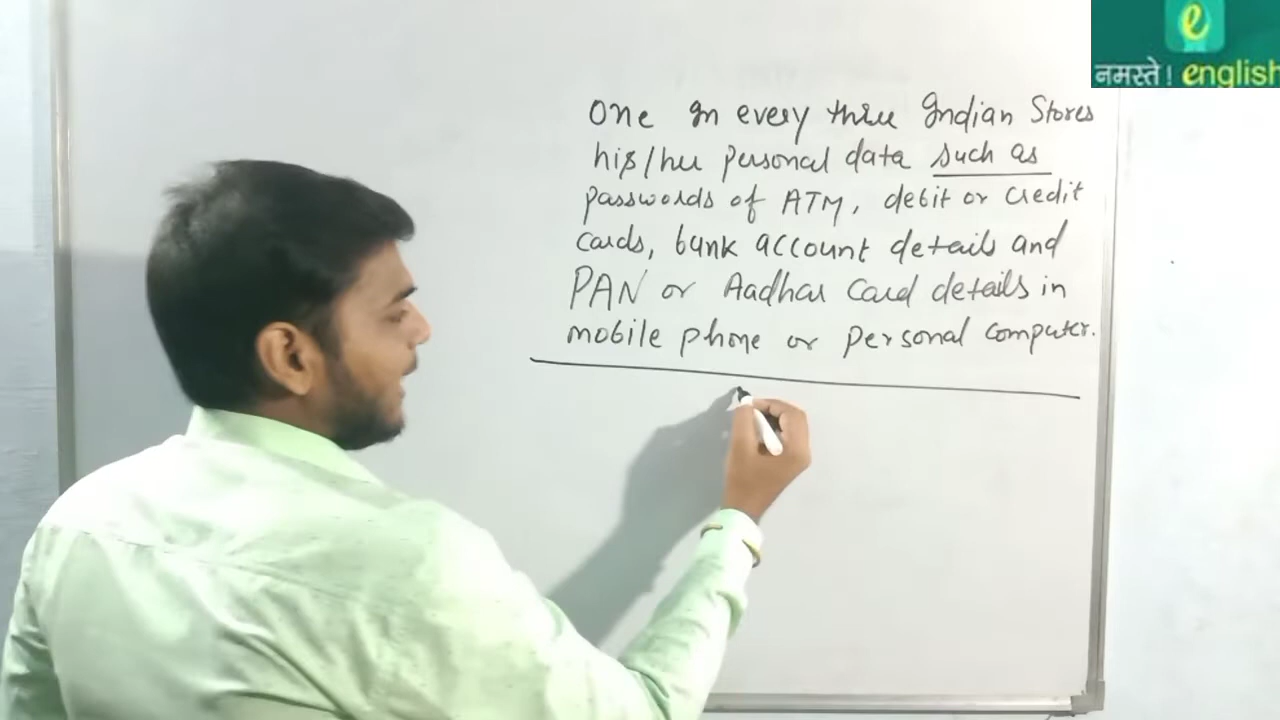 e
नमस्ते! english
One in every three Indian Stores
his/her personal data such as
passwords of ATM, debit or credit
cards, bank account details and
PAN or Aadhar Card details in
mobile phone or personal computer.